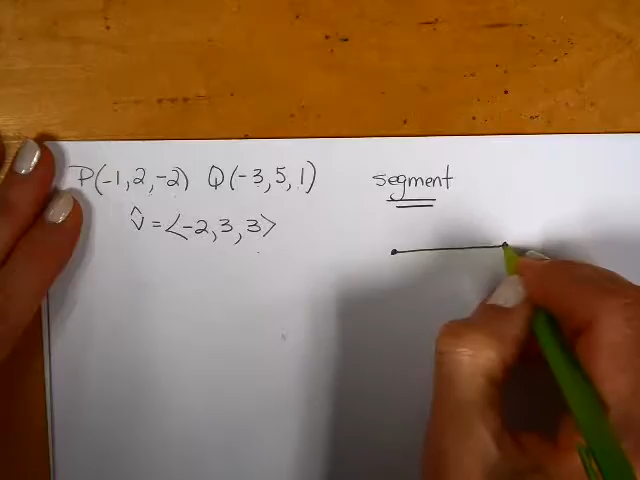 P(-1,2,-2) Q(-3,5,1) segment
v̂ = <-2,3,3>